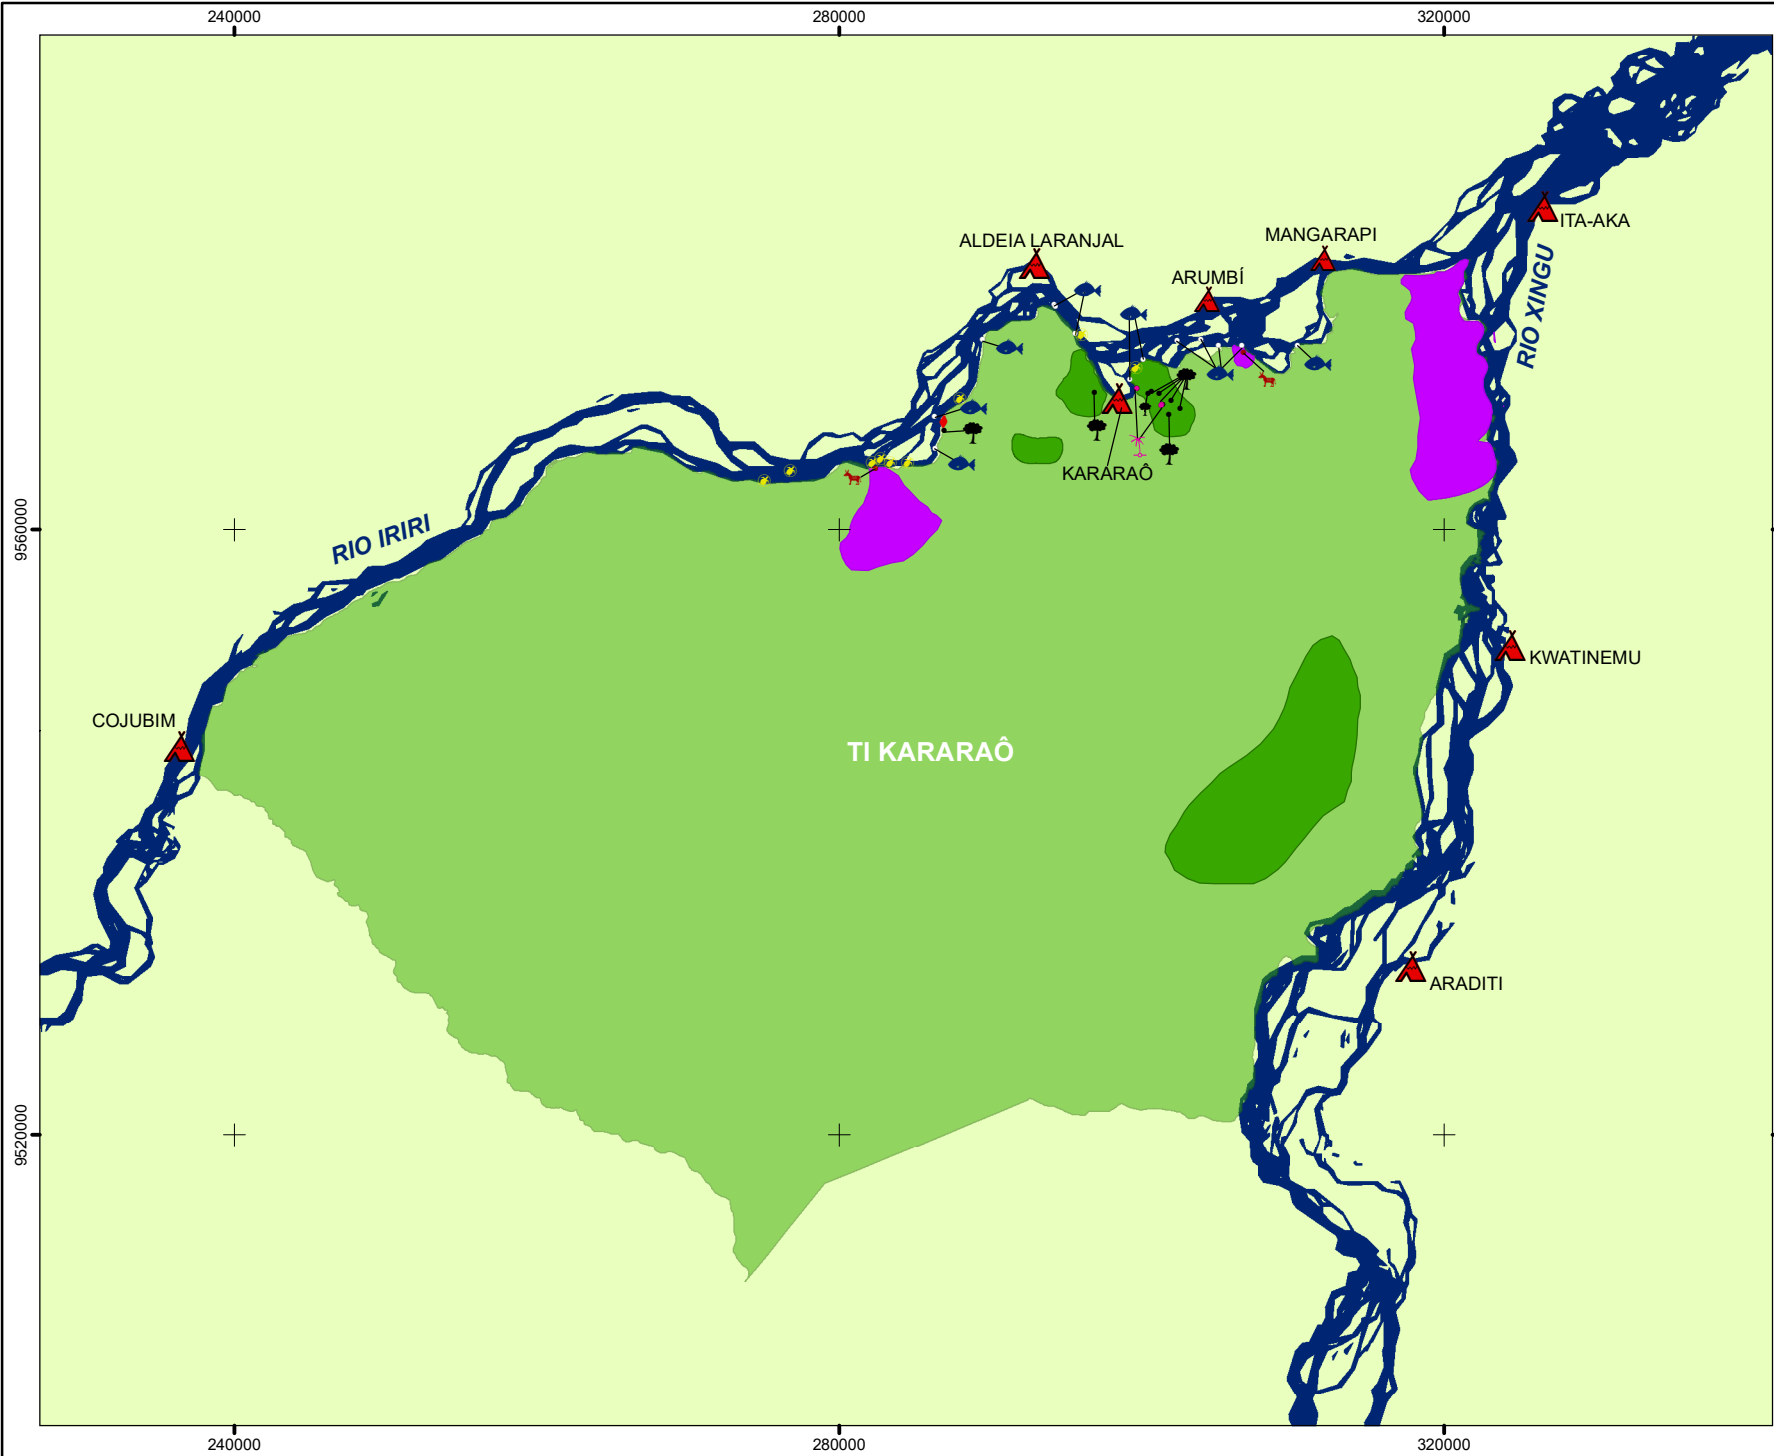 240000
280000
320000
ITA-AKA
MANGARAPI
ALDEIA LARANJAL
ARUMBÍ
RIO XINGU
KARARAÔ
9560000
RIO IRIRI
KWATINEMU
COJUBIM
TI KARARAÔ
ARADITI
9520000
240000
280000
320000